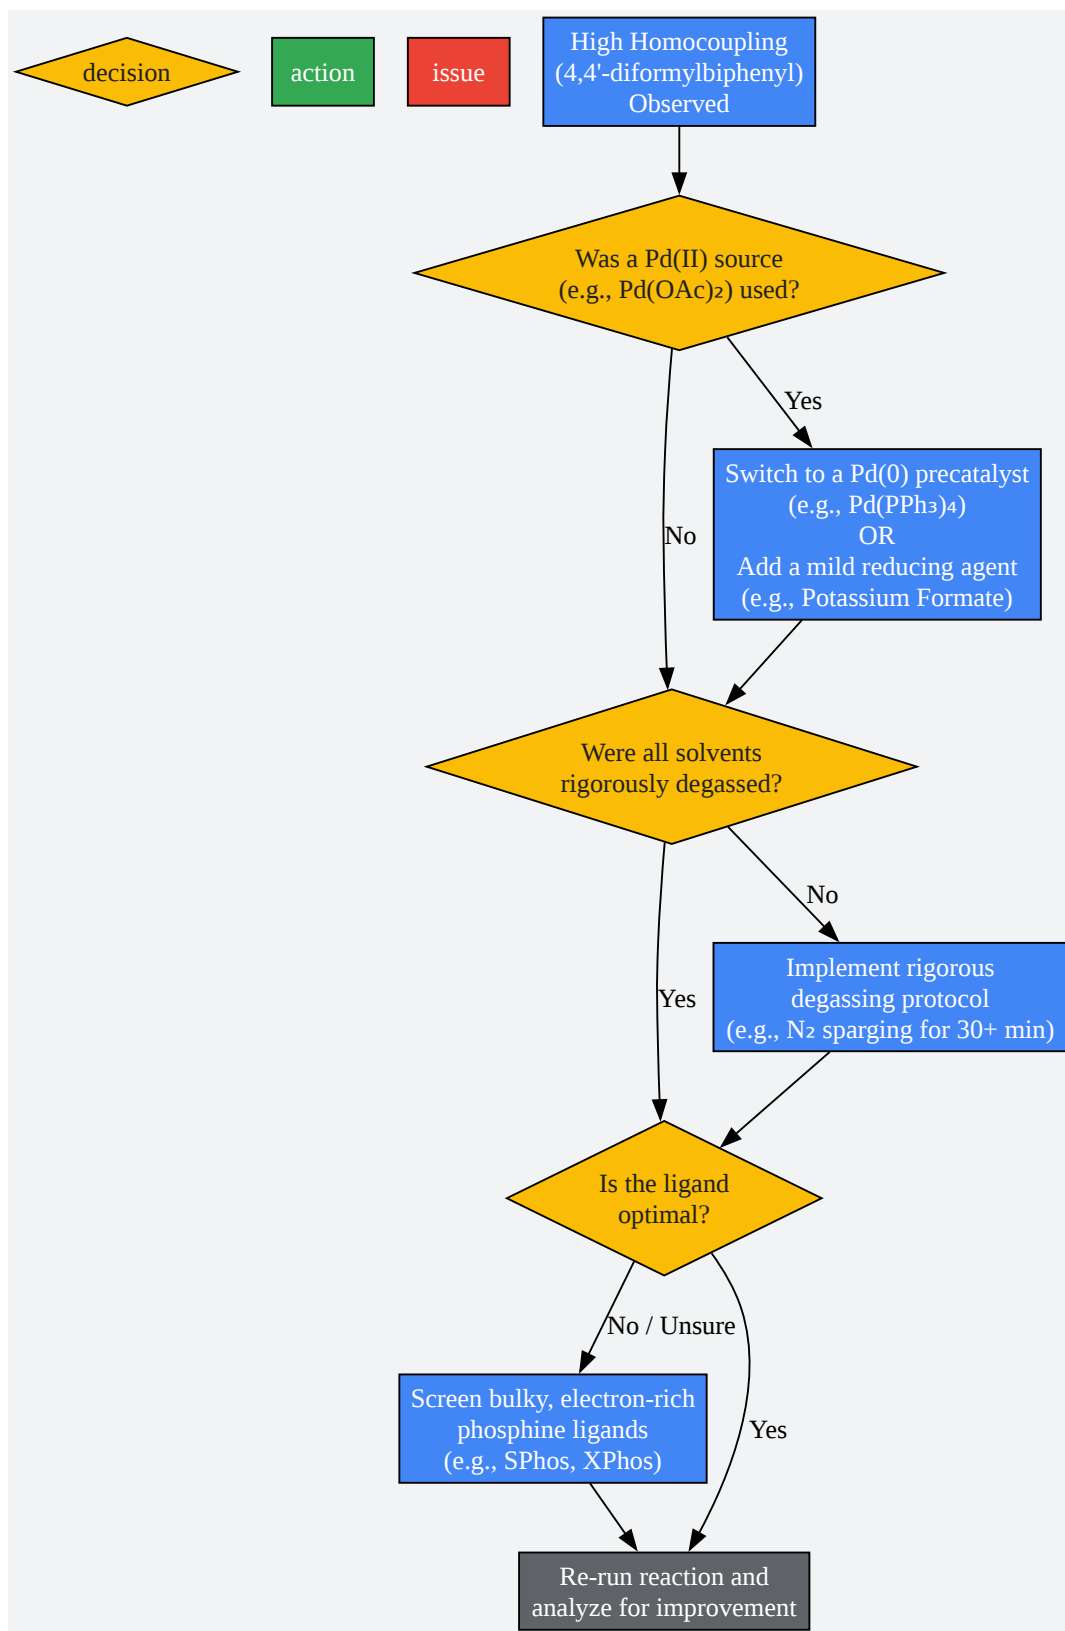 decision
action
issue
High Homocoupling
(4,4'-diformylbiphenyl)
Observed
Was a Pd(II) source
(e.g., Pd(OAc)₂) used?
Yes
Switch to a Pd(0) precatalyst
(e.g., Pd(PPh₃)₄)
OR
Add a mild reducing agent
(e.g., Potassium Formate)
No
Were all solvents
rigorously degassed?
No
Implement rigorous
degassing protocol
(e.g., N₂ sparging for 30+ min)
Yes
Is the ligand
optimal?
No / Unsure
Screen bulky, electron-rich
phosphine ligands
(e.g., SPhos, XPhos)
Yes
Re-run reaction and
analyze for improvement